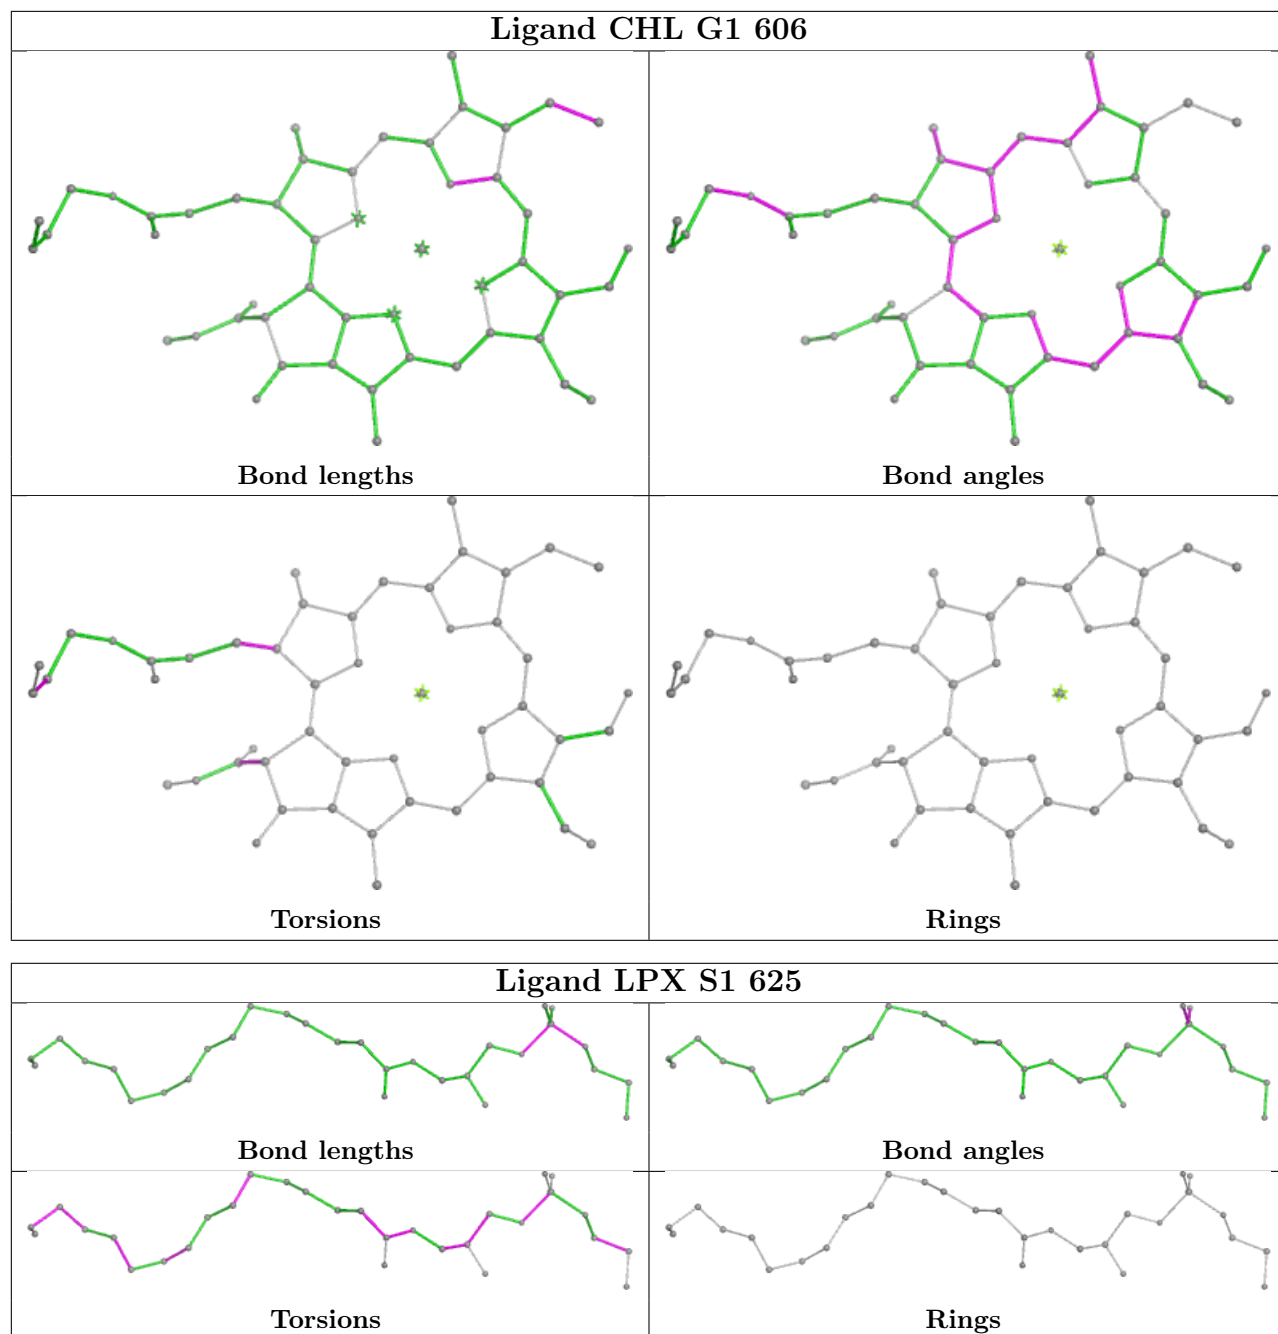 Ligand CHL G1 606
Bond lengths
Bond angles
Torsions
Rings
Ligand LPX S1 625
Bond lengths
Bond angles
Torsions
Rings